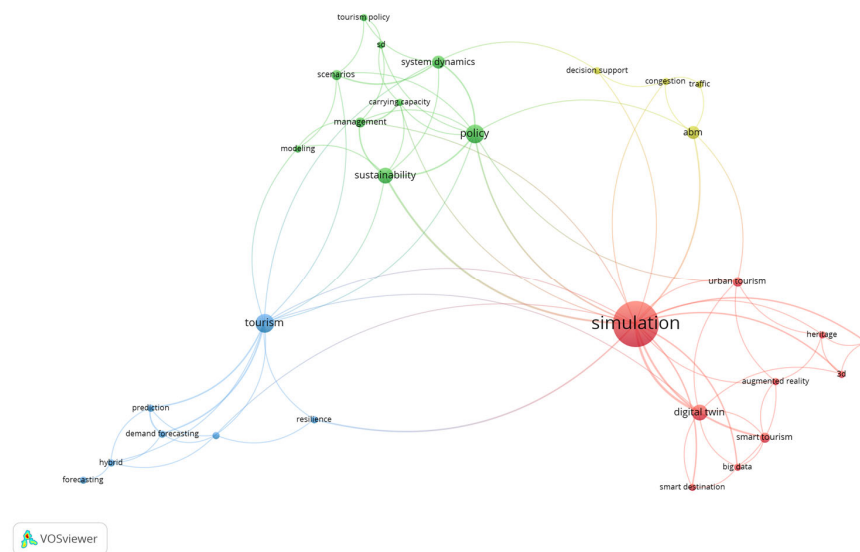 tourism policy
sd
system dynamics
scenarios
decision support
congestion
traffic
carrying capacity
management
policy
abm
modeling
sustainability
urban tourism
simulation
tourism
heritage
3d
augmented reality
prediction
digital twin
resilience
demand forecasting
smart tourism
hybrid
big data
forecasting
smart destination
VOSviewer